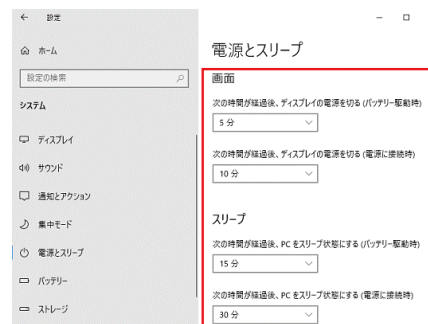 設定
ホーム
設定の検索
システム
ディスプレイ
サウンド
通知とアクション
集中モード
電源とスリープ
バッテリー
ストレージ
電源とスリープ
画面
次の時間が経過後、ディスプレイの電源を切る (バッテリー駆動時)
5 分
次の時間が経過後、ディスプレイの電源を切る (電源に接続時)
10 分
スリープ
次の時間が経過後、PC をスリープ状態にする (バッテリー駆動時)
15 分
次の時間が経過後、PC をスリープ状態にする (電源に接続時)
30 分